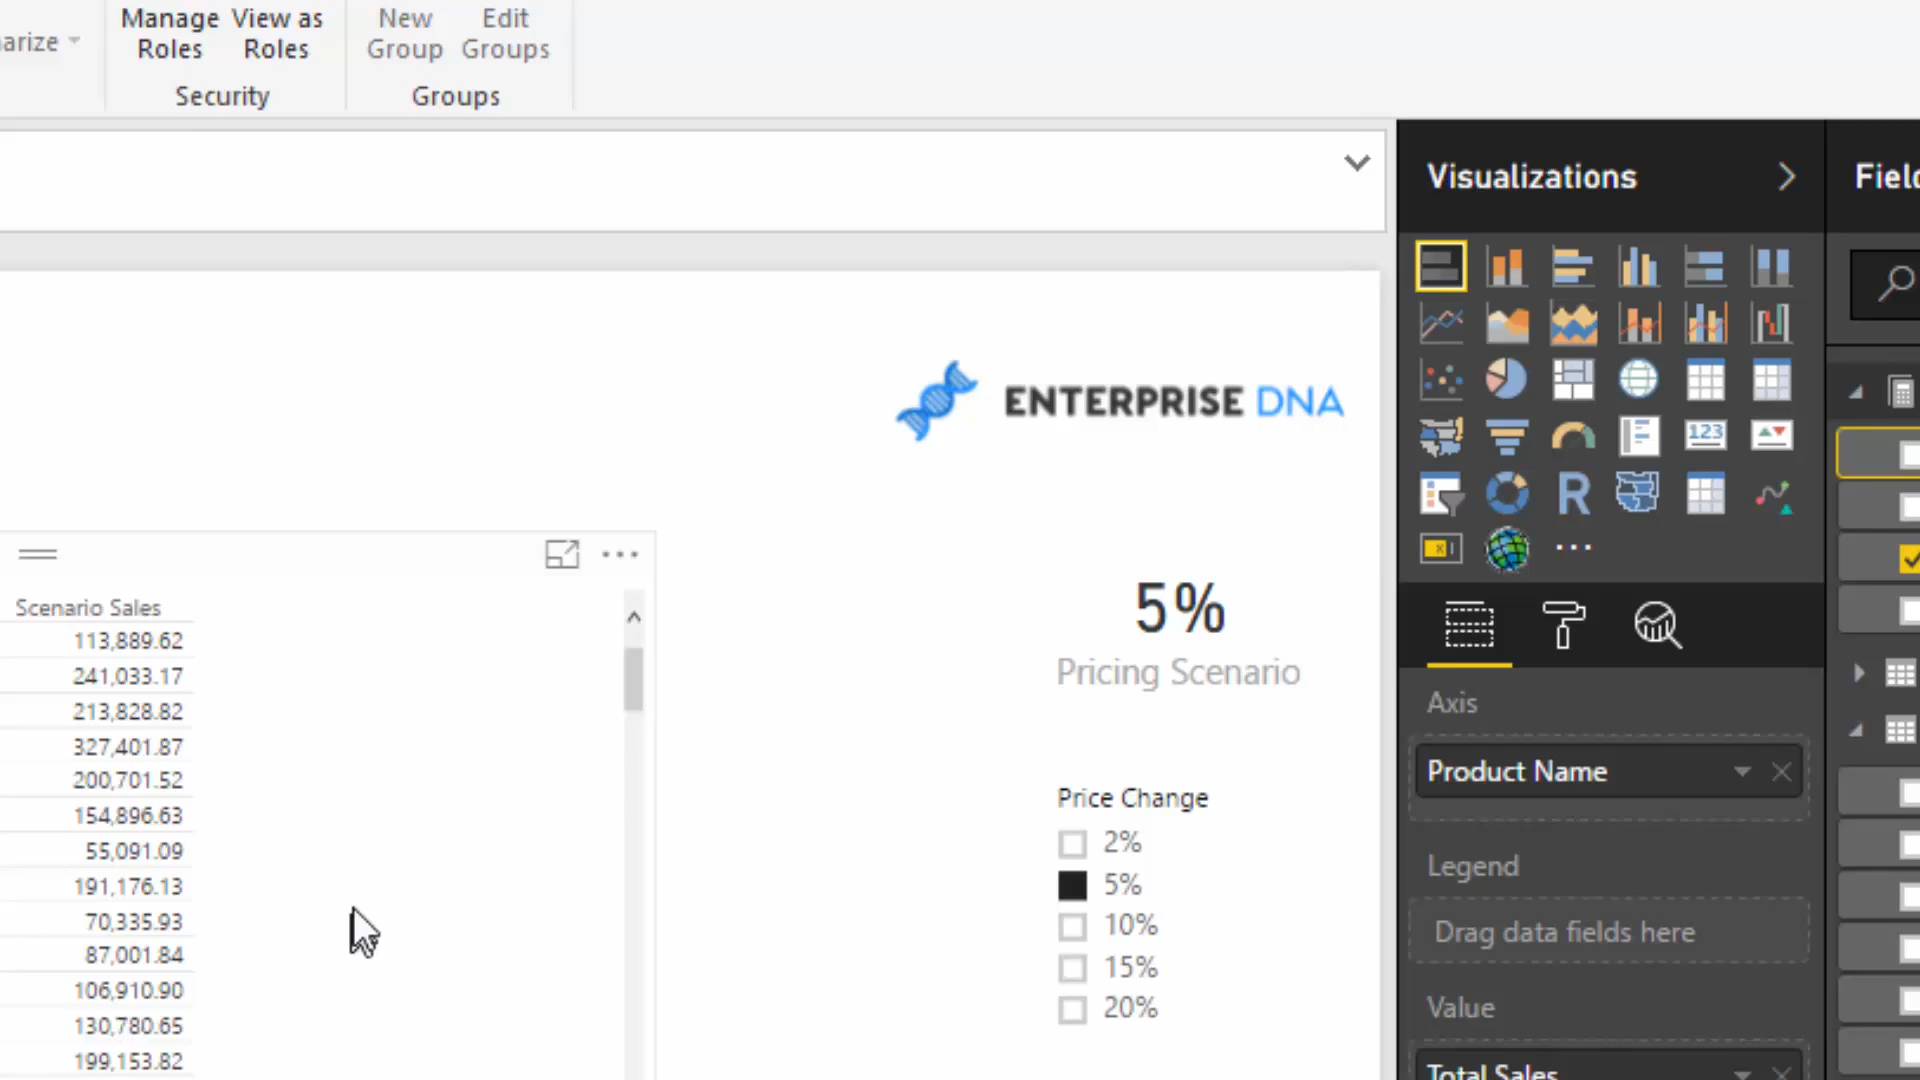 arize
Manage Roles
View as Roles
Security
New Group
Edit Groups
Groups
Visualizations
Field
ENTERPRISE DNA
123
R
Scenario Sales
113,889.62
241,033.17
213,828.82
327,401.87
200,701.52
154,896.63
55,091.09
191,176.13
70,335.93
87,001.84
106,910.90
130,780.65
199,153.82
5%
Pricing Scenario
Price Change
2%
5%
10%
15%
20%
Axis
Product Name
Legend
Drag data fields here
Value
Total Sales